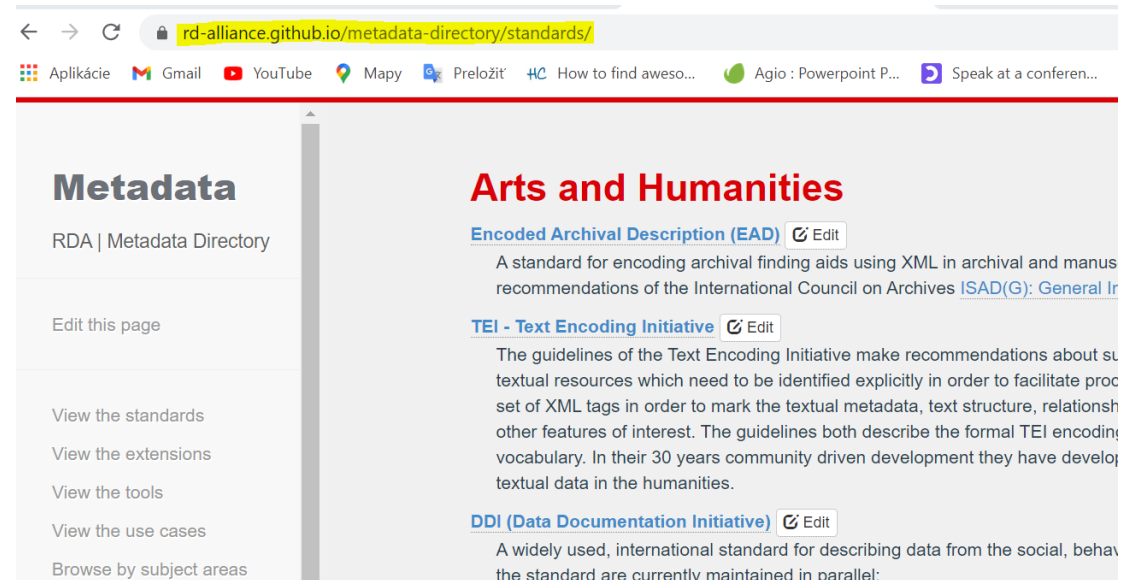 rd-alliance.github.io/metadata-directory/standards/
Aplikácie Gmail YouTube Mapy Preložiť HC How to find aweso... Agio : Powerpoint P... Speak at a conferen...
Metadata
RDA | Metadata Directory
Edit this page
View the standards
View the extensions
View the tools
View the use cases
Browse by subject areas
Arts and Humanities
Encoded Archival Description (EAD) Edit
A standard for encoding archival finding aids using XML in archival and manus
recommendations of the International Council on Archives ISAD(G): General In
TEI - Text Encoding Initiative Edit
The guidelines of the Text Encoding Initiative make recommendations about su
textual resources which need to be identified explicitly in order to facilitate proc
set of XML tags in order to mark the textual metadata, text structure, relationsh
other features of interest. The guidelines both describe the formal TEI encoding
vocabulary. In their 30 years community driven development they have develop
textual data in the humanities.
DDI (Data Documentation Initiative) Edit
A widely used, international standard for describing data from the social, behav
the standard are currently maintained in parallel: